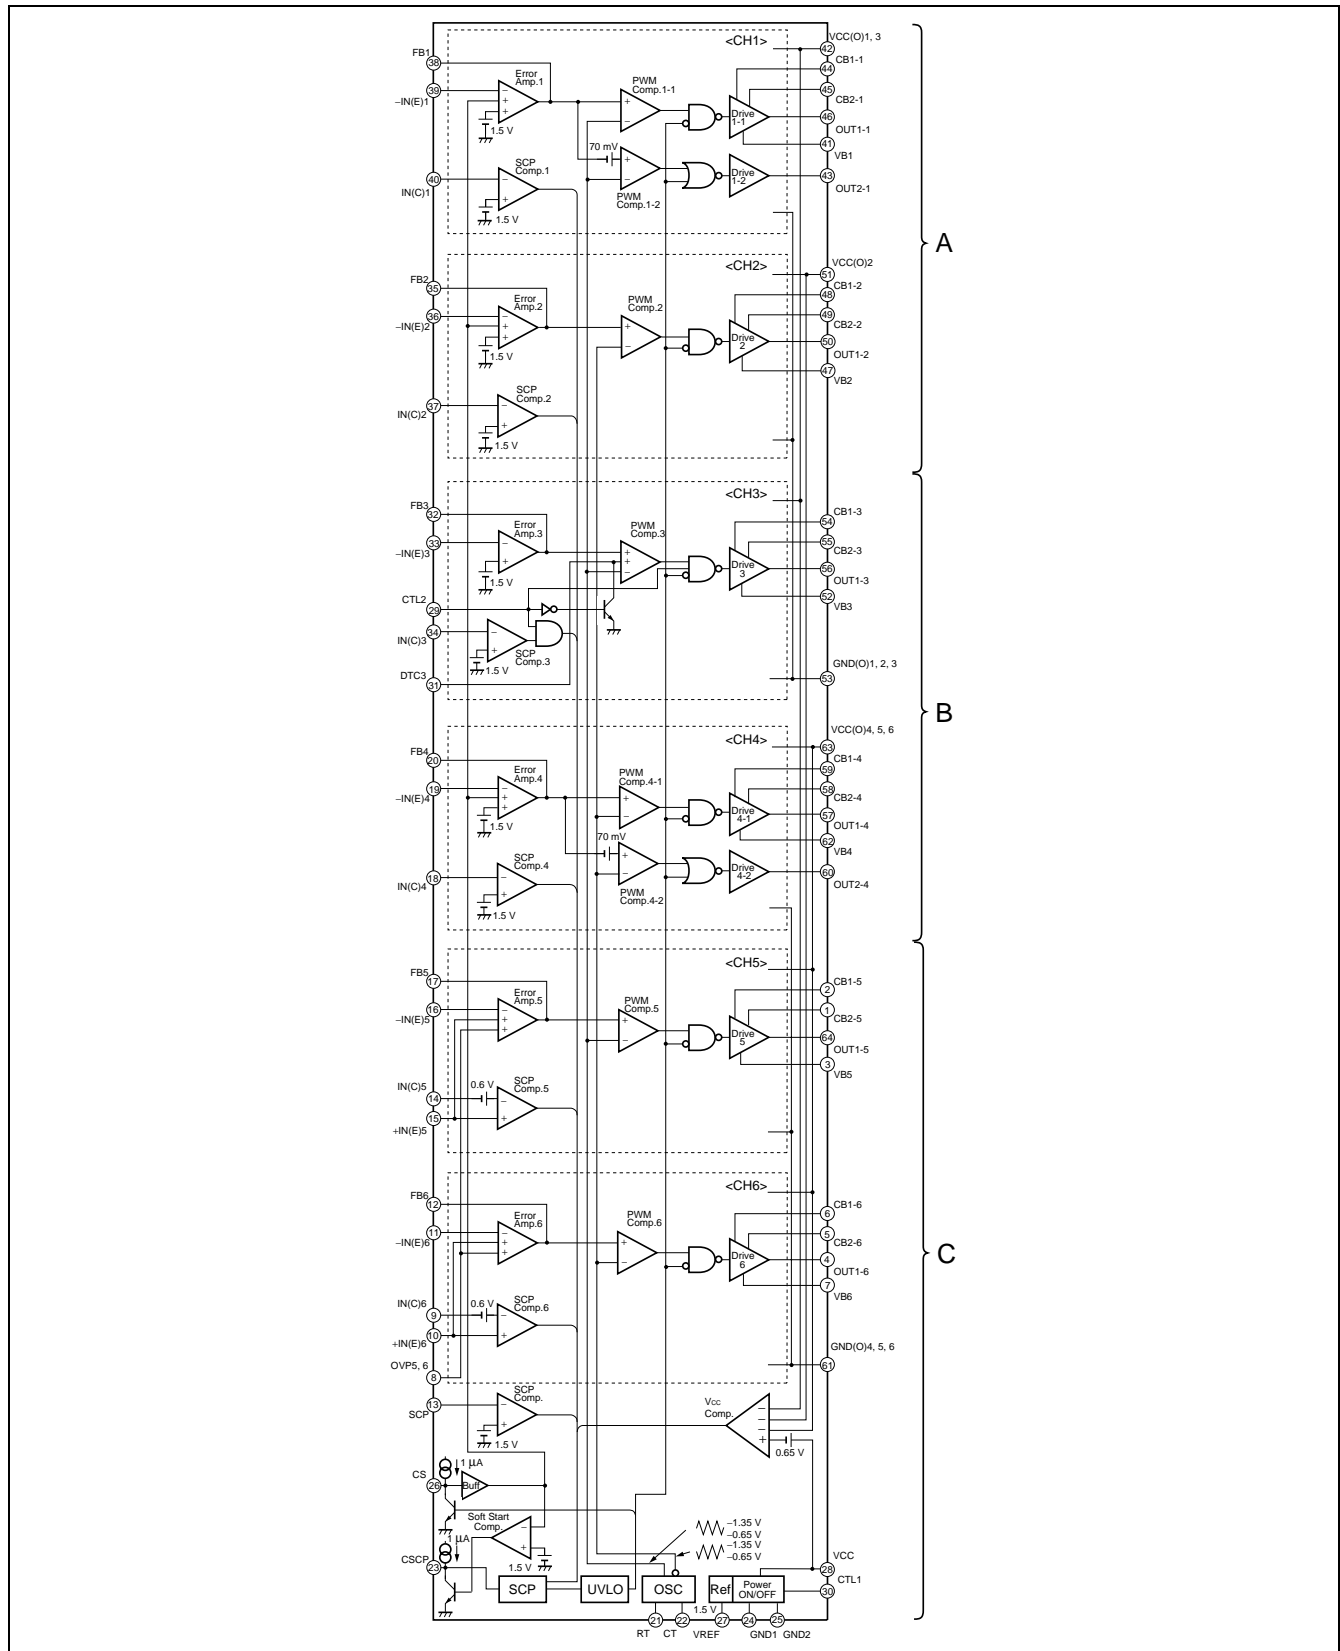 <CH1>
VCC(O)1, 3
42
FB1
38
CB1-1
44
Error
Amp.1
PWM
Comp.1-1
39
–IN(E)1
45
CB2-1
Drive
1-1
46
OUT1-1
1.5 V
41
VB1
70 mV
SCP
Comp.1
40
IN(C)1
Drive
1-2
43
OUT2-1
PWM
Comp.1-2
1.5 V
A
<CH2>
VCC(O)2
51
FB2
35
CB1-2
48
Error
Amp.2
PWM
Comp.2
36
–IN(E)2
49
CB2-2
Drive
2
50
OUT1-2
1.5 V
47
VB2
SCP
Comp.2
37
IN(C)2
1.5 V
<CH3>
FB3
32
CB1-3
54
Error
Amp.3
PWM
Comp.3
33
–IN(E)3
55
CB2-3
Drive
3
56
OUT1-3
1.5 V
52
VB3
CTL2
29
34
IN(C)3
SCP
Comp.3
1.5 V
DTC3
31
GND(O)1, 2, 3
53
B
<CH4>
VCC(O)4, 5, 6
63
FB4
20
CB1-4
59
Error
Amp.4
PWM
Comp.4-1
19
–IN(E)4
58
CB2-4
Drive
4-1
57
OUT1-4
1.5 V
62
VB4
70 mV
SCP
Comp.4
18
IN(C)4
Drive
4-2
60
OUT2-4
PWM
Comp.4-2
1.5 V
<CH5>
FB5
17
CB1-5
2
Error
Amp.5
PWM
Comp.5
16
–IN(E)5
1
CB2-5
Drive
5
64
OUT1-5
3
VB5
IN(C)5
14
0.6 V
SCP
Comp.5
15
+IN(E)5
<CH6>
FB6
12
CB1-6
6
Error
Amp.6
PWM
Comp.6
11
–IN(E)6
5
CB2-6
Drive
6
4
OUT1-6
7
VB6
C
IN(C)6
9
0.6 V
SCP
Comp.6
10
+IN(E)6
OVP5, 6
8
GND(O)4, 5, 6
61
13
SCP
SCP
Comp.
1.5 V
VCC
Comp.
0.65 V
1 µA
CS
26
Buff
Soft Start
Comp.
1.5 V
–1.35 V
–0.65 V
–1.35 V
–0.65 V
1 µA
CSCP
23
VCC
28
CTL1
30
SCP
UVLO
OSC
Ref
Power
ON/OFF
1.5 V
21
22
27
24
25
RT
CT
VREF
GND1
GND2